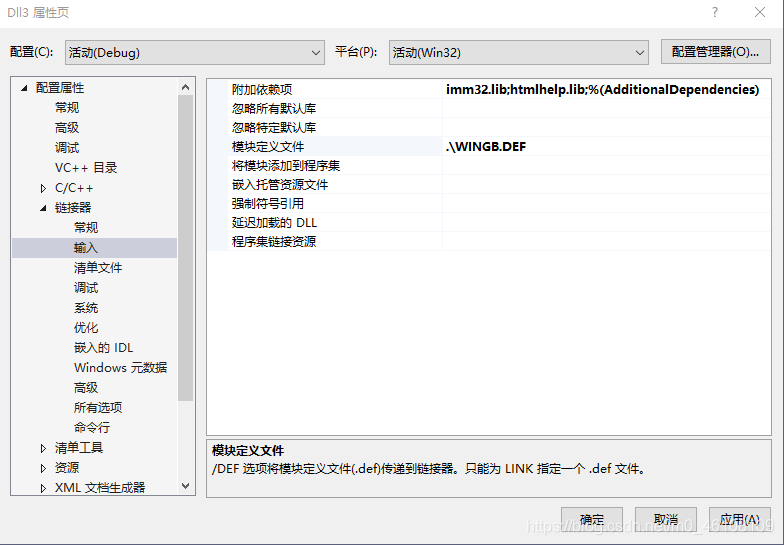 Dll3 属性页
配置(C): 活动(Debug) 平台(P): 活动(Win32) 配置管理器(O)...
配置属性
常规
高级
调试
VC++ 目录
C/C++
链接器
常规
输入
清单文件
调试
系统
优化
嵌入的 IDL
Windows 元数据
高级
所有选项
命令行
清单工具
资源
XML 文档生成器
附加依赖项 imm32.lib;htmlhelp.lib;%(AdditionalDependencies)
忽略所有默认库
忽略特定默认库
模块定义文件 .\WINGB.DEF
将模块添加到程序集
嵌入托管资源文件
强制符号引用
延迟加载的 DLL
程序集链接资源
模块定义文件
/DEF 选项将模块定义文件(.def)传递到链接器。只能为 LINK 指定一个 .def 文件。
确定 取消 应用(A)